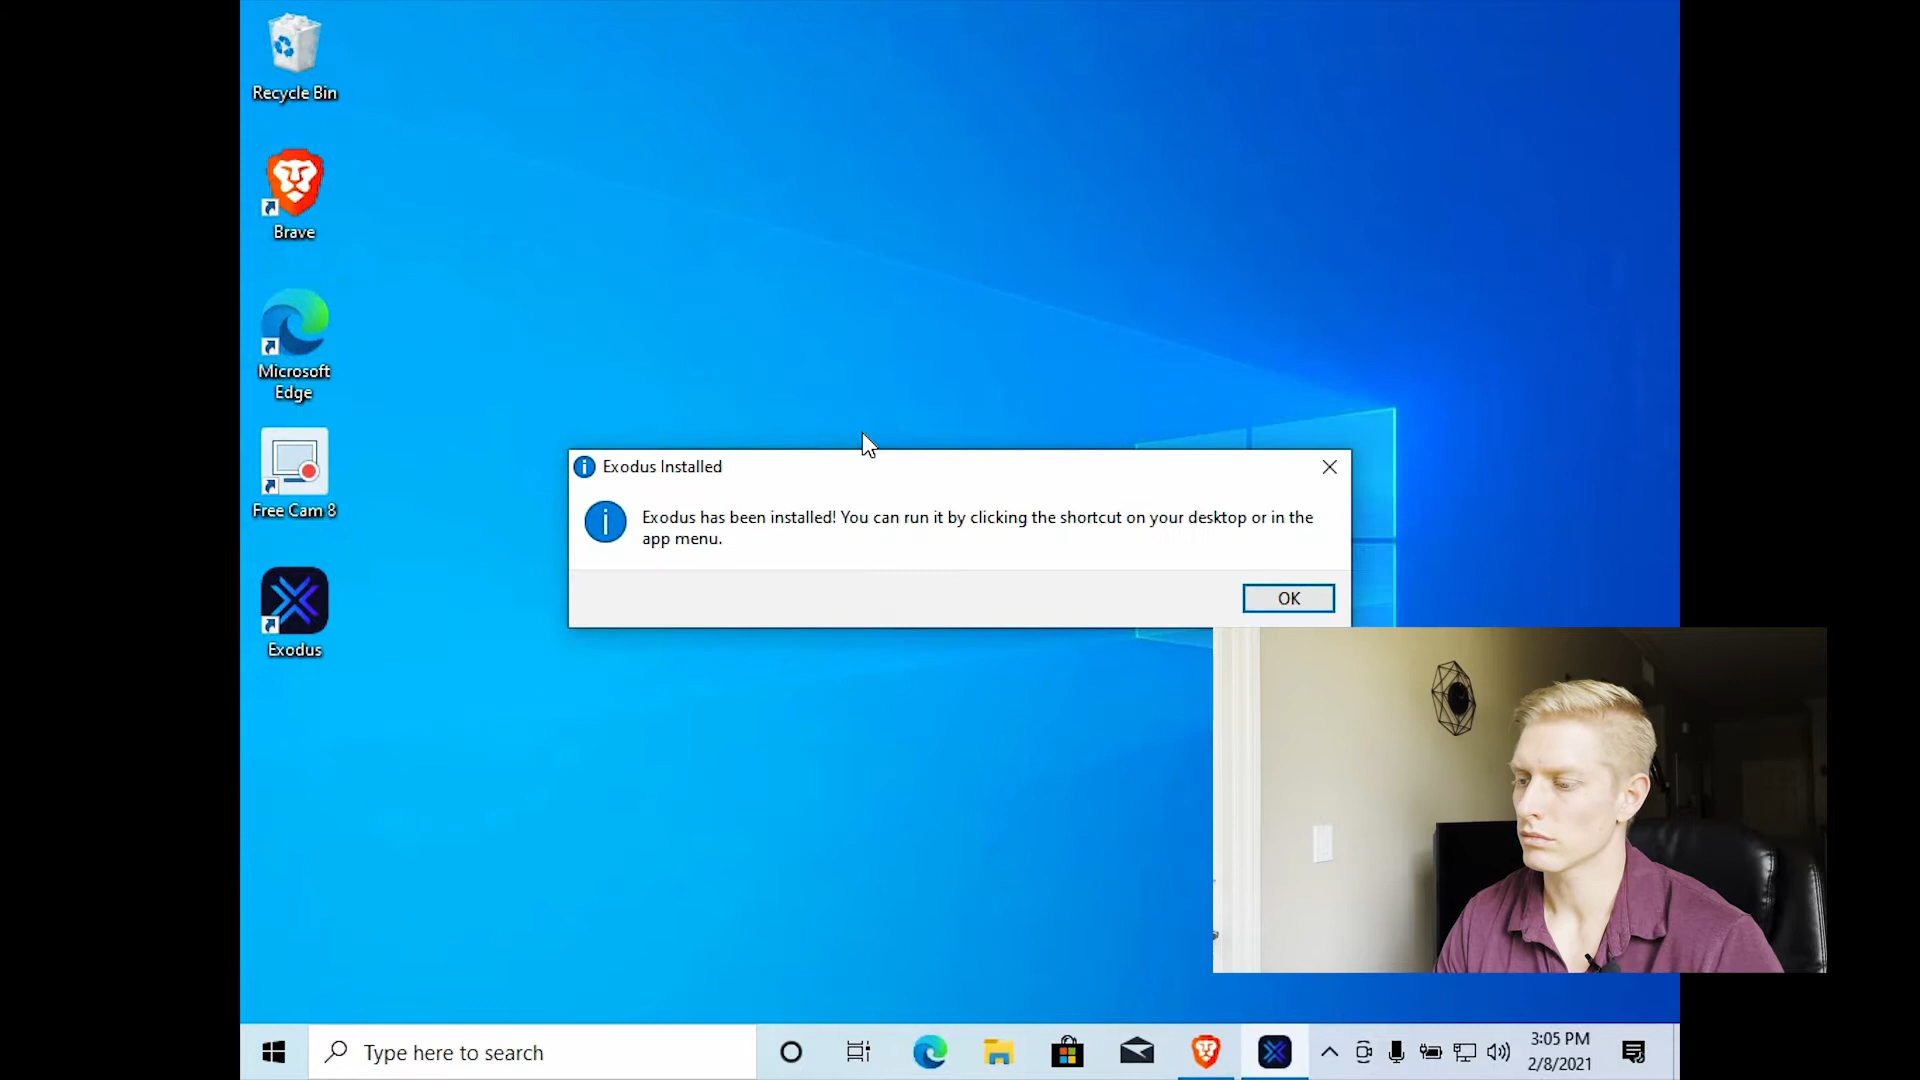 Recycle Bin
Brave
Microsoft
Edge
Free Cam 8
Exodus
Exodus Installed
Exodus has been installed! You can run it by clicking the shortcut on your desktop or in the
app menu.
OK
Type here to search
3:05 PM
2/8/2021